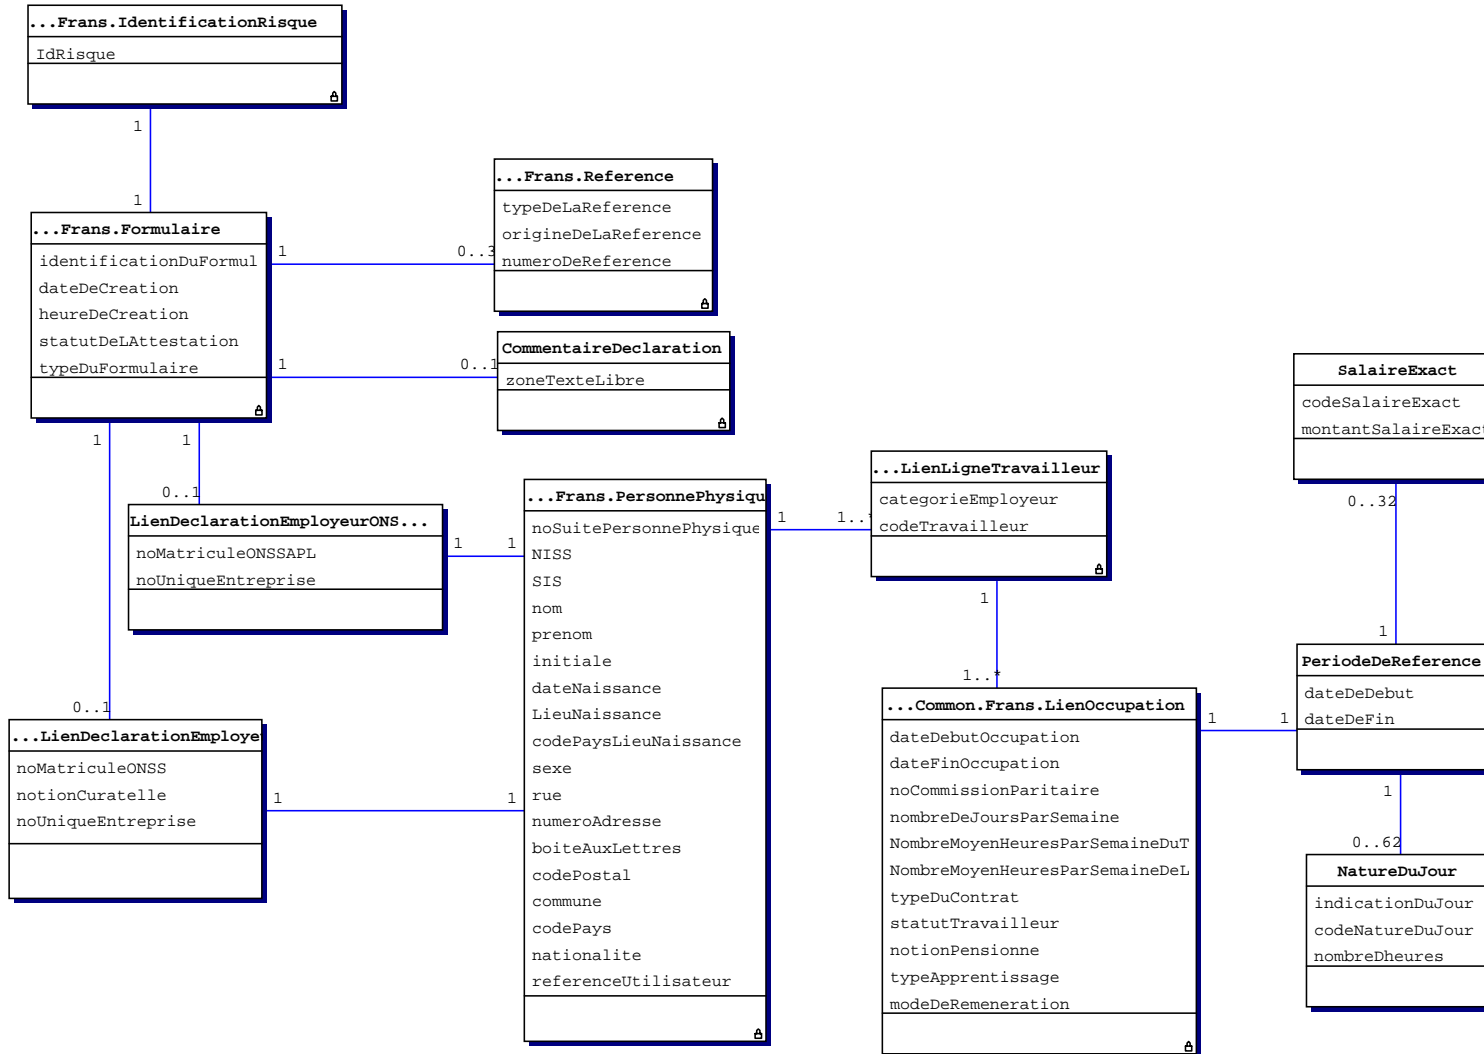 ...Frans.IdentificationRisque
IdRisque
1
1
...Frans.Reference
typeDeLaReference
origineDeLaReference
numeroDeReference
...Frans.Formulaire
identificationDuFormul
dateDeCreation
heureDeCreation
statutDeLAttestation
typeDuFormulaire
1
0..3
1
0..1
CommentaireDeclaration
zoneTexteLibre
1
1
0..1
0..1
LienDeclarationEmployeurONS...
noMatriculeONSSAPL
noUniqueEntreprise
1
1
...LienDeclarationEmploye
noMatriculeONSS
notionCuratelle
noUniqueEntreprise
1
1
...Frans.PersonnePhysiqu
noSuitePersonnePhysique
NISS
SIS
nom
prenom
initiale
dateNaissance
LieuNaissance
codePaysLieuNaissance
sexe
rue
numeroAdresse
boiteAuxLettres
codePostal
commune
codePays
nationalite
referenceUtilisateur
1
1..*
...LienLigneTravailleur
categorieEmployeur
codeTravailleur
1
1..*
...Common.Frans.LienOccupation
dateDebutOccupation
dateFinOccupation
noCommissionParitaire
nombreDeJoursParSemaine
NombreMoyenHeuresParSemaineDuT
NombreMoyenHeuresParSemaineDeL
typeDuContrat
statutTravailleur
notionPensionne
typeApprentissage
modeDeRemeneration
1
1
SalaireExact
codeSalaireExact
montantSalaireExact
0..32
1
PeriodeDeReference
dateDeDebut
dateDeFin
1
0..62
NatureDuJour
indicationDuJour
codeNatureDuJour
nombreDheures